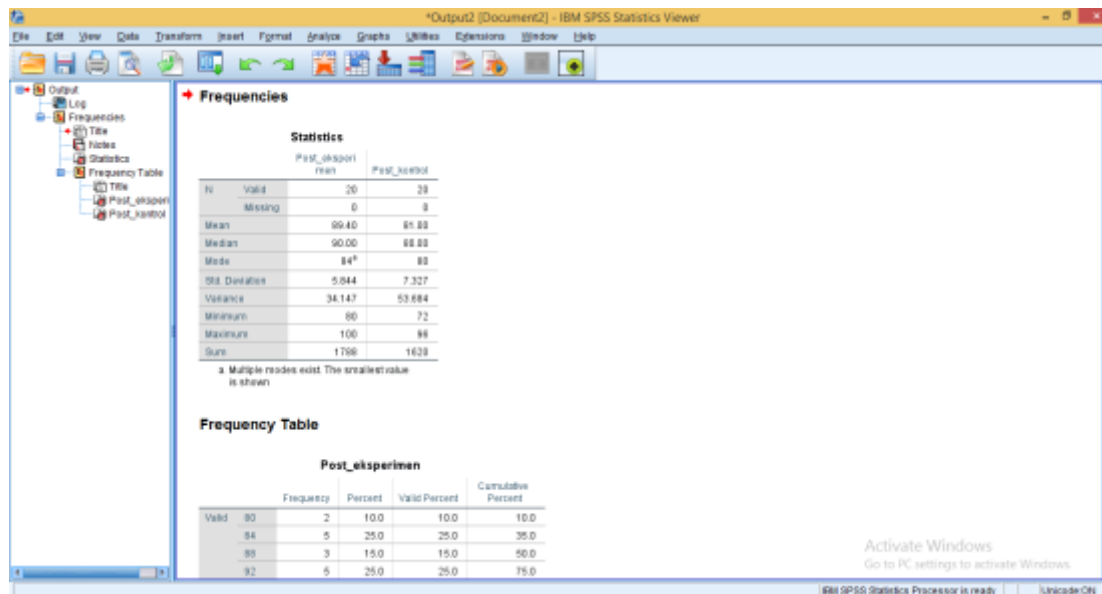 *Output2 [Document2] - IBM SPSS Statistics Viewer
File Edit View Data Transform Insert Format Analyze Graphs Utilities Extensions Window Help
Output
Log
Frequencies
Title
Notes
Statistics
Frequency Table
Title
Post_eksperi
Post_kontrol
Frequencies
Statistics
Post_eksperi
men Post_kontrol
N Valid 20 20
Missing 0 0
Mean 89.40 81.00
Median 90.00 80.00
Mode 84a 80
Std. Deviation 5.844 7.327
Variance 34.147 53.684
Minimum 80 72
Maximum 100 96
Sum 1788 1620
a. Multiple modes exist. The smallest value
is shown
Frequency Table
Post_eksperimen
Cumulative
Frequency Percent Valid Percent Percent
Valid 80 2 10.0 10.0 10.0
84 5 25.0 25.0 35.0
88 3 15.0 15.0 50.0
92 5 25.0 25.0 75.0
Activate Windows
Go to PC settings to activate Windows.
IBM SPSS Statistics Processor is ready Unicode:ON